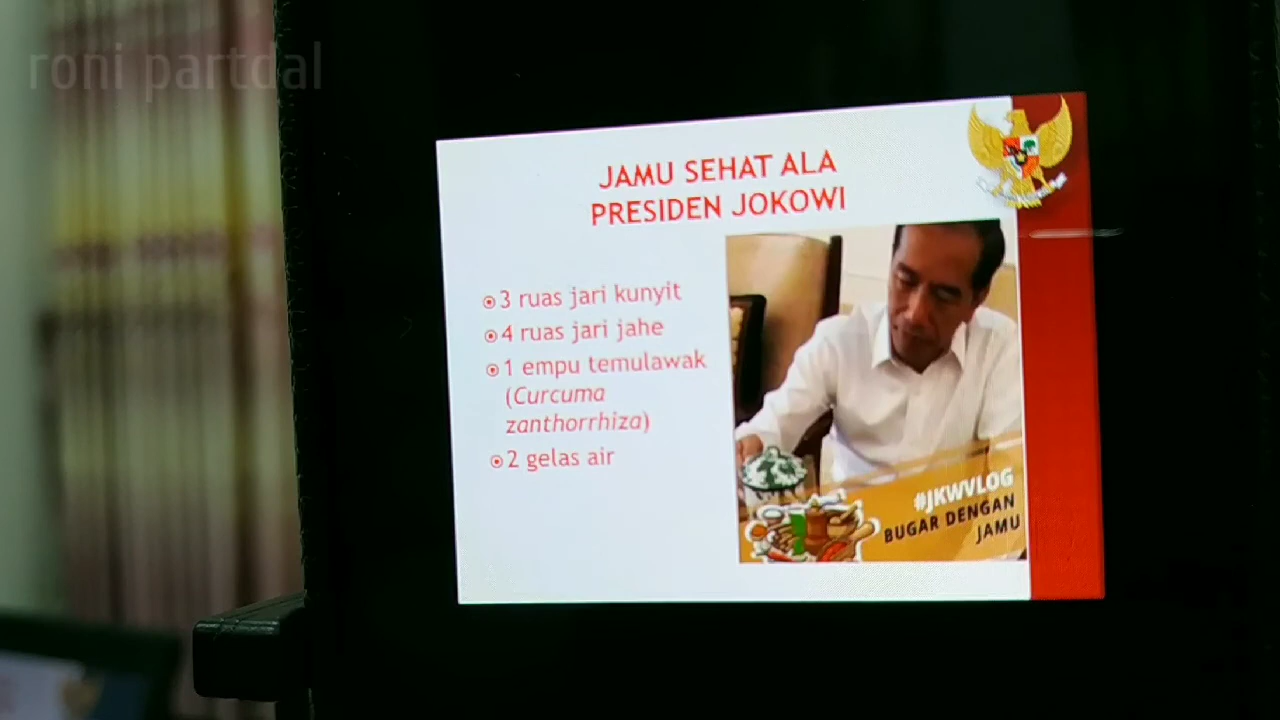 roni partdal
JAMU SEHAT ALA
PRESIDEN JOKOWI
3 ruas jari kunyit
4 ruas jari jahe
1 empu temulawak
(Curcuma
zanthorrhiza)
2 gelas air
#JKWVLOG
BUGAR DENGAN
JAMU